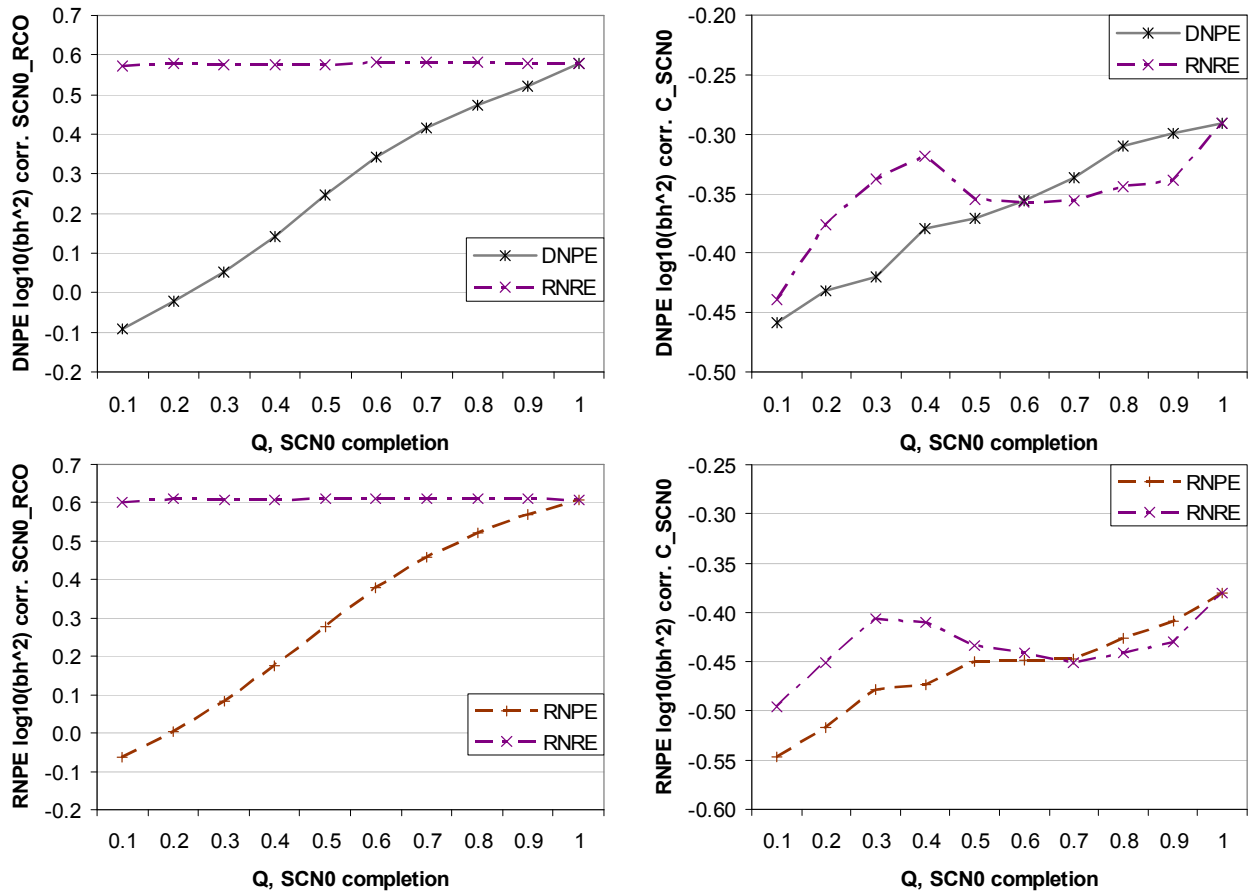 DNPE log10(bh^2) corr. SCN0_RCO
0.7
0.6
0.5
0.4
0.3
0.2
0.1
0.0
-0.1
-0.2
DNPE
RNRE
0.1 0.2 0.3 0.4 0.5 0.6 0.7 0.8 0.9 1
Q, SCN0 completion
DNPE log10(bh^2) corr. C_SCN0
-0.20
-0.25
-0.30
-0.35
-0.40
-0.45
-0.50
DNPE
RNRE
0.1 0.2 0.3 0.4 0.5 0.6 0.7 0.8 0.9 1
Q, SCN0 completion
RNPE log10(bh^2) corr. SCN0_RCO
0.7
0.6
0.5
0.4
0.3
0.2
0.1
0.0
-0.1
-0.2
RNPE
RNRE
0.1 0.2 0.3 0.4 0.5 0.6 0.7 0.8 0.9 1
Q, SCN0 completion
RNPE log10(bh^2) corr. C_SCN0
-0.25
-0.30
-0.35
-0.40
-0.45
-0.50
-0.55
-0.60
RNPE
RNRE
0.1 0.2 0.3 0.4 0.5 0.6 0.7 0.8 0.9 1
Q, SCN0 completion